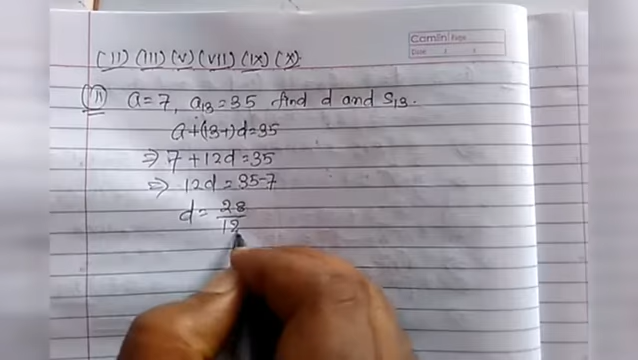 (II) (III) (V) (VII) (IX) (X)
Camlin Page
Date / /
(II) a=7, a₁₃=35 find d and S₁₃.
a+(13-1)d=35
⇒ 7+12d=35
⇒ 12d=35-7
d=28/12